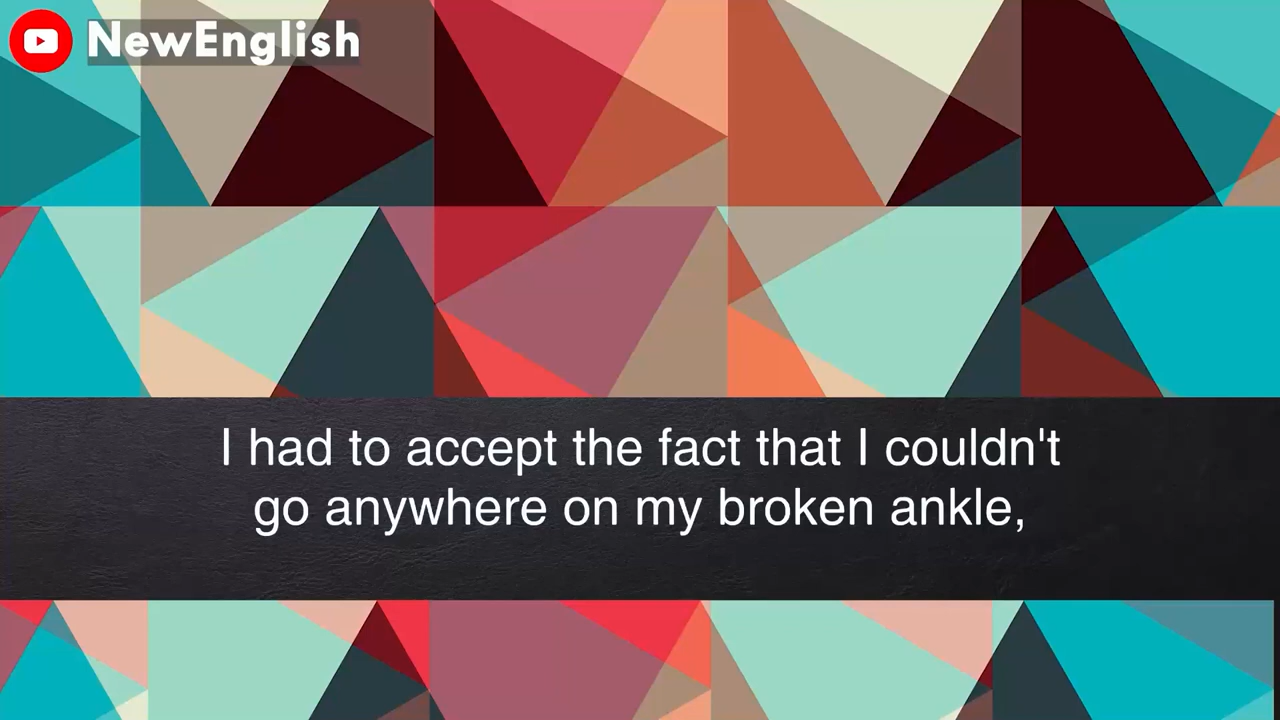 NewEnglish
I had to accept the fact that I couldn't
go anywhere on my broken ankle,